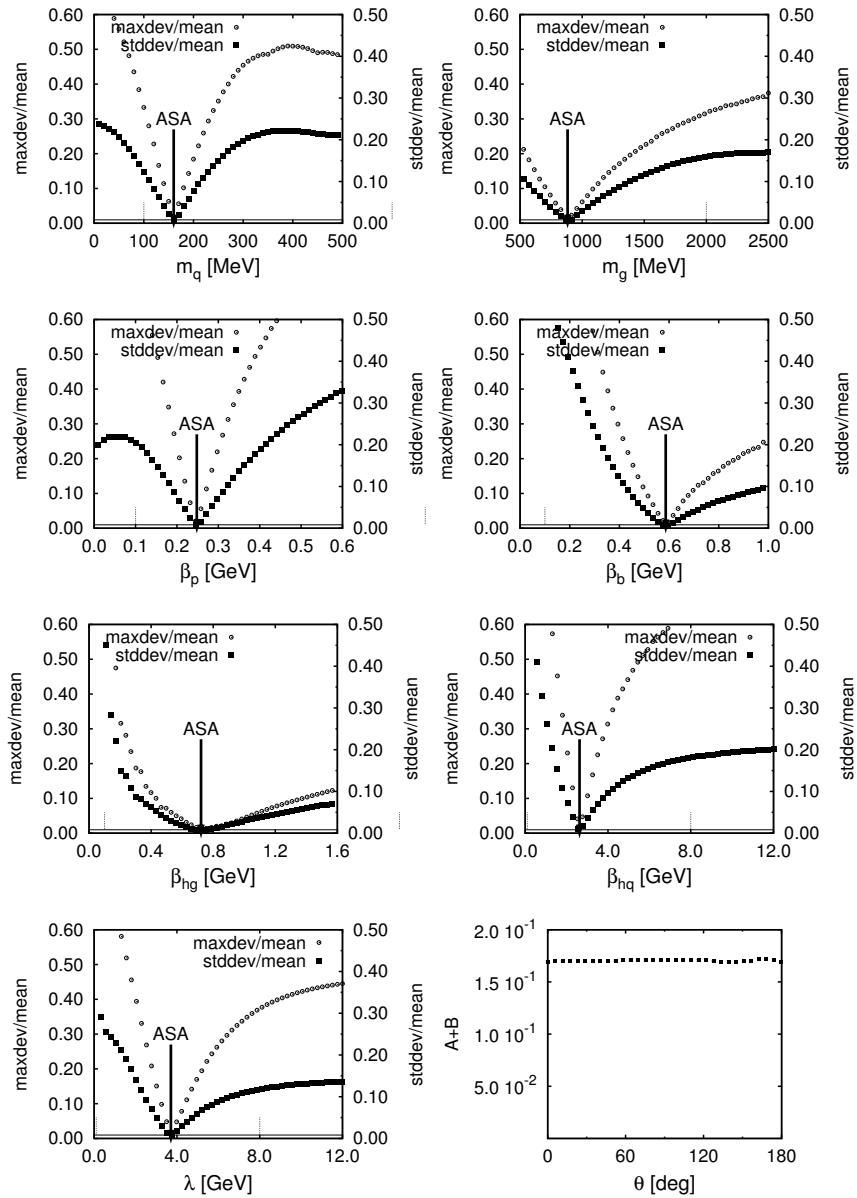 maxdev/mean
stddev/mean
ASA
0.60 0.50 0.40 0.30 0.20 0.10 0.00
0.50 0.40 0.30 0.20 0.10 0.00
maxdev/mean
stddev/mean
0 100 200 300 400 500
m_q [MeV]
maxdev/mean
stddev/mean
ASA
0.60 0.50 0.40 0.30 0.20 0.10 0.00
0.50 0.40 0.30 0.20 0.10 0.00
maxdev/mean
stddev/mean
500 1000 1500 2000 2500
m_g [MeV]
maxdev/mean
stddev/mean
ASA
0.60 0.50 0.40 0.30 0.20 0.10 0.00
0.50 0.40 0.30 0.20 0.10 0.00
maxdev/mean
stddev/mean
0.0 0.2 0.4 0.6
β_p [GeV]
maxdev/mean
stddev/mean
ASA
0.60 0.50 0.40 0.30 0.20 0.10 0.00
0.50 0.40 0.30 0.20 0.10 0.00
maxdev/mean
stddev/mean
0.0 0.2 0.4 0.6 0.8 1.0
β_b [GeV]
maxdev/mean
stddev/mean
ASA
0.60 0.50 0.40 0.30 0.20 0.10 0.00
0.50 0.40 0.30 0.20 0.10 0.00
maxdev/mean
stddev/mean
0.0 0.4 0.8 1.2 1.6
β_hg [GeV]
maxdev/mean
stddev/mean
ASA
0.60 0.50 0.40 0.30 0.20 0.10 0.00
0.50 0.40 0.30 0.20 0.10 0.00
maxdev/mean
stddev/mean
0.0 4.0 8.0 12.0
β_hq [GeV]
maxdev/mean
stddev/mean
ASA
0.60 0.50 0.40 0.30 0.20 0.10 0.00
0.50 0.40 0.30 0.20 0.10 0.00
maxdev/mean
stddev/mean
0.0 4.0 8.0 12.0
λ [GeV]
2.0 10^-1
1.5 10^-1
1.0 10^-1
5.0 10^-2
A+B
0 60 120 180
θ [deg]